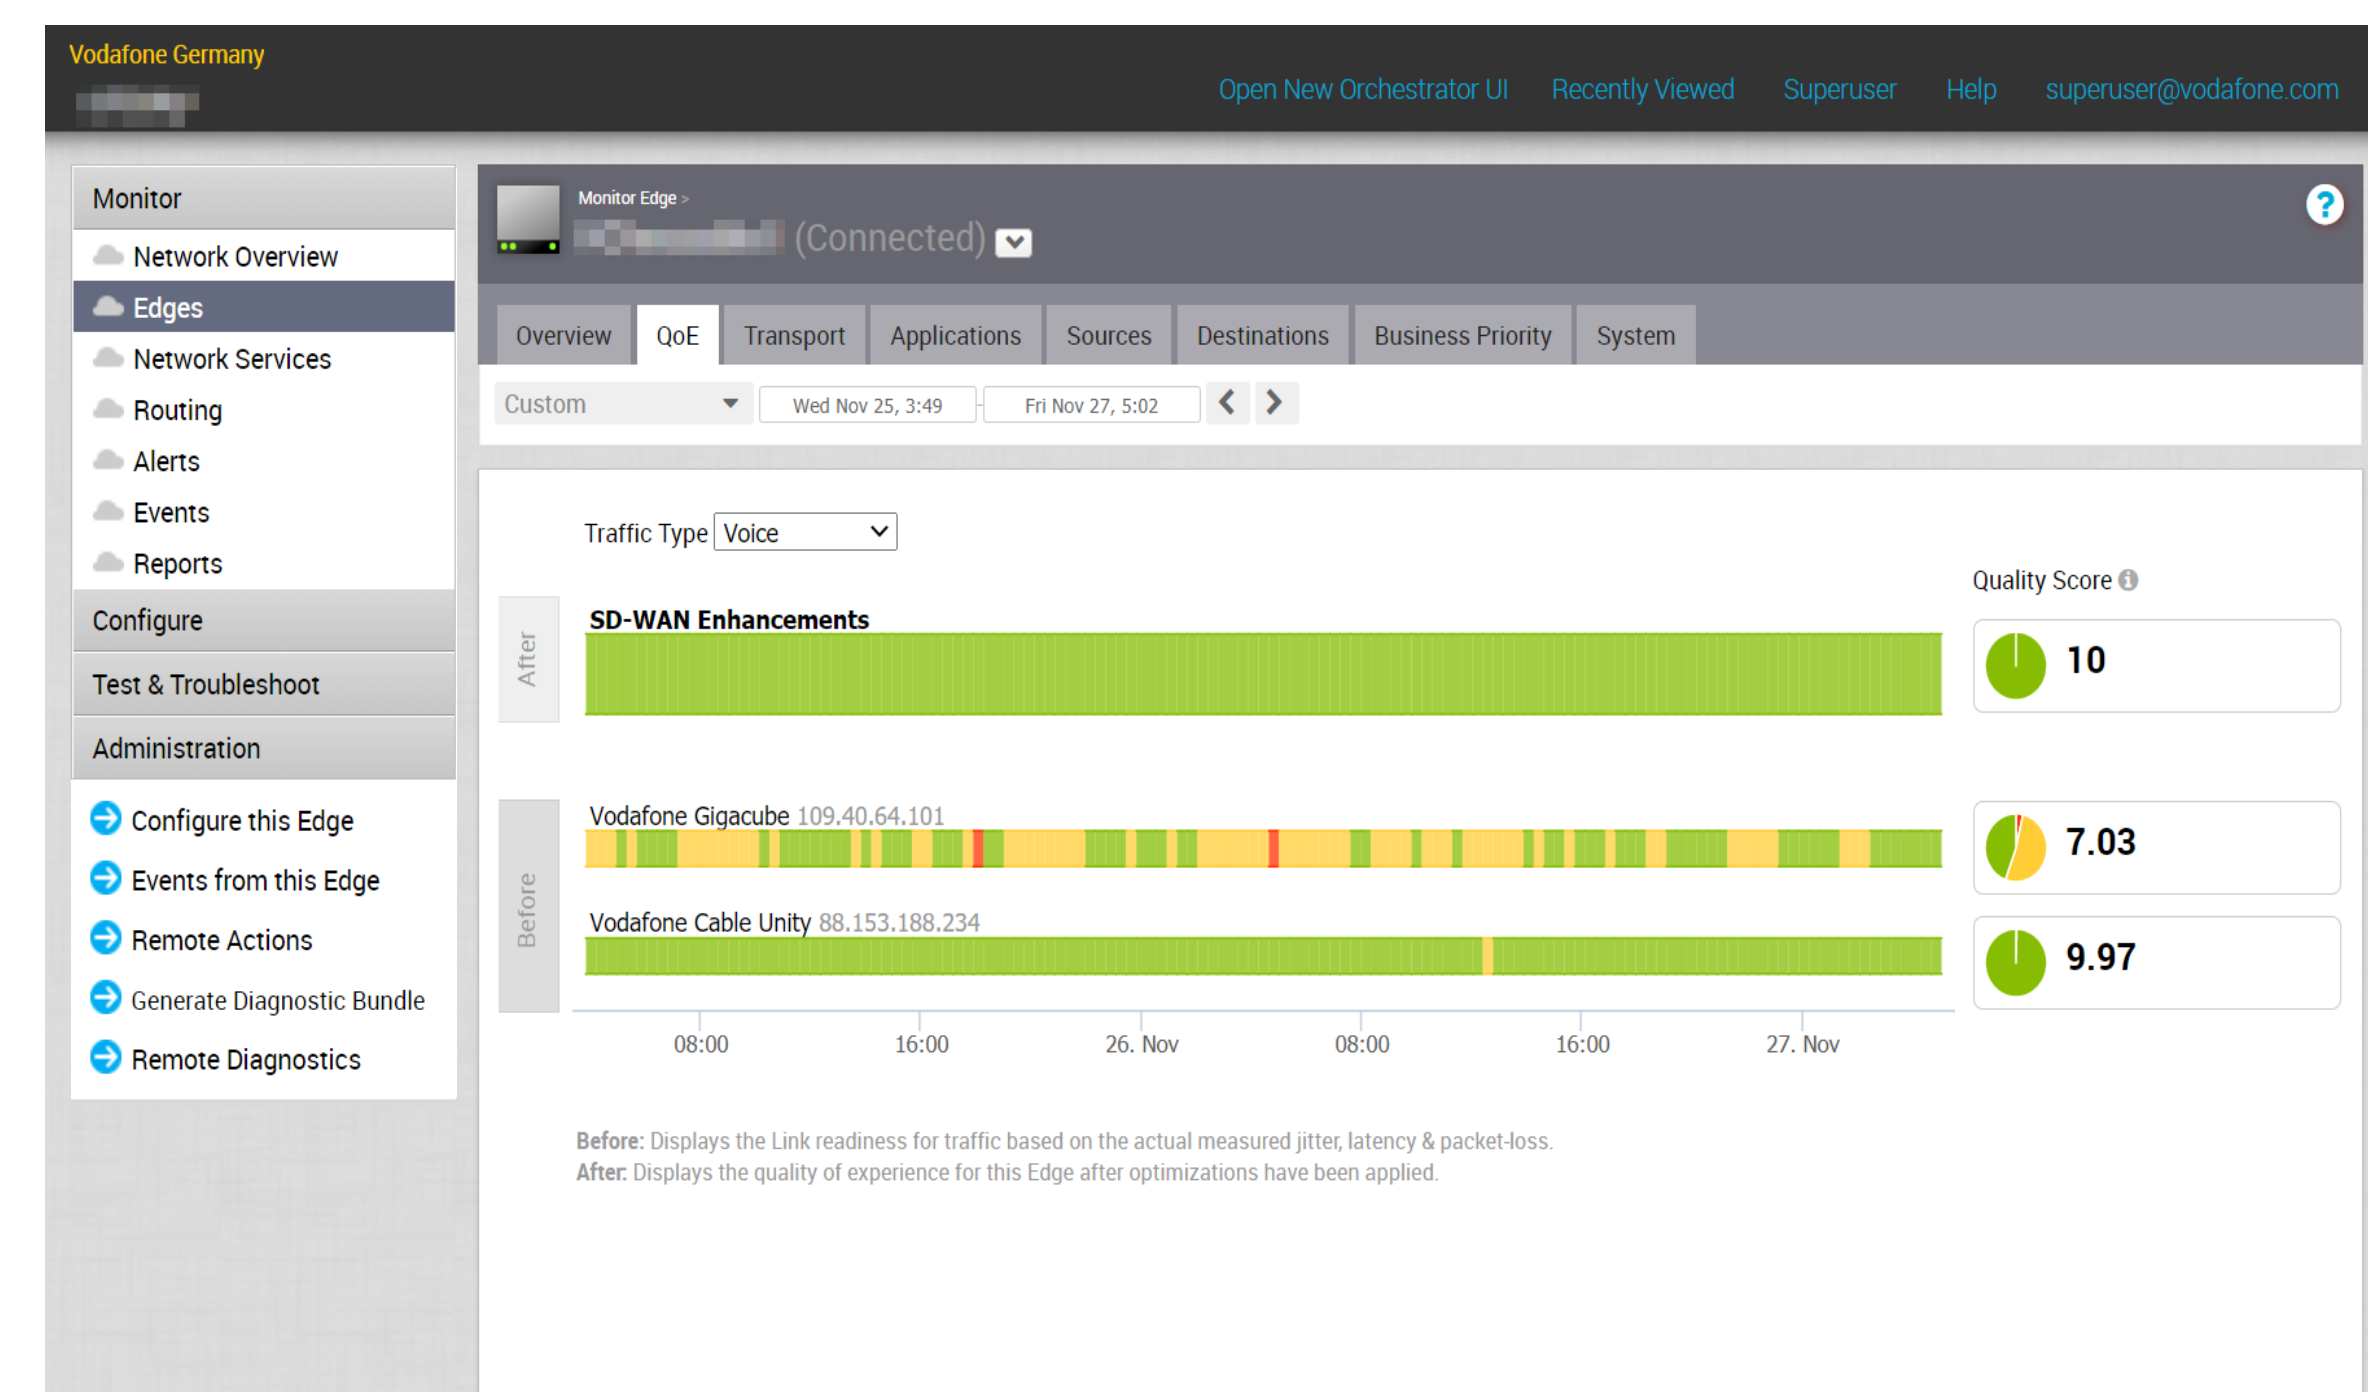 Vodafone Germany
Open New Orchestrator UI Recently Viewed Superuser Help superuser@vodafone.com
Monitor
Network Overview
Edges
Network Services
Routing
Alerts
Events
Reports
Configure
Test & Troubleshoot
Administration
Configure this Edge
Events from this Edge
Remote Actions
Generate Diagnostic Bundle
Remote Diagnostics
Monitor Edge >
(Connected)
?
Overview QoE Transport Applications Sources Destinations Business Priority System
Custom Wed Nov 25, 3:49 - Fri Nov 27, 5:02
Traffic Type Voice
Quality Score
After
SD-WAN Enhancements
10
Before
Vodafone Gigacube 109.40.64.101
7.03
Vodafone Cable Unity 88.153.188.234
9.97
08:00 16:00 26. Nov 08:00 16:00 27. Nov
Before: Displays the Link readiness for traffic based on the actual measured jitter, latency & packet-loss.
After: Displays the quality of experience for this Edge after optimizations have been applied.